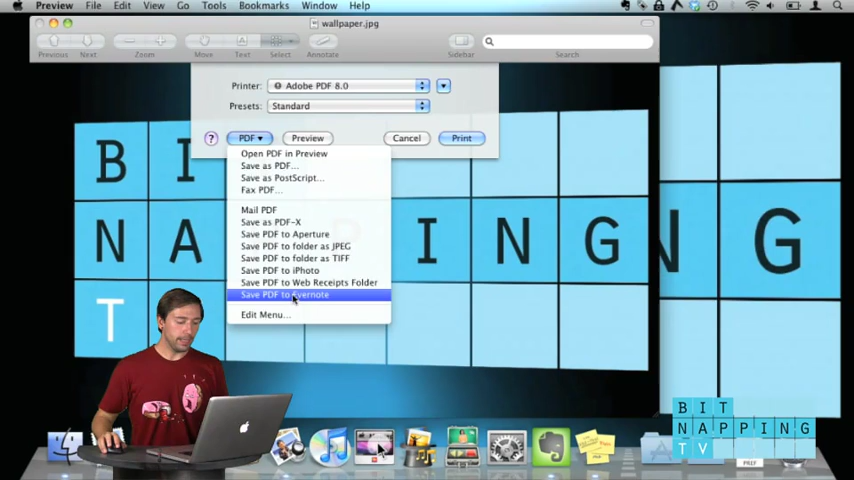 Preview File Edit View Go Tools Bookmarks Window Help
wallpaper.jpg
Previous Next Zoom Move Text Select Annotate Sidebar Search
Printer: Adobe PDF 8.0
Presets: Standard
? PDF Preview Cancel Print
Open PDF in Preview
Save as PDF...
Save as PostScript...
Fax PDF...
Mail PDF
Save as PDF-X
Save PDF to Aperture
Save PDF to folder as JPEG
Save PDF to folder as TIFF
Save PDF to iPhoto
Save PDF to Web Receipts Folder
Save PDF to Evernote
Edit Menu...
B I
N A P P I N G N G
T
BIT
NAPPING
TV
PREF